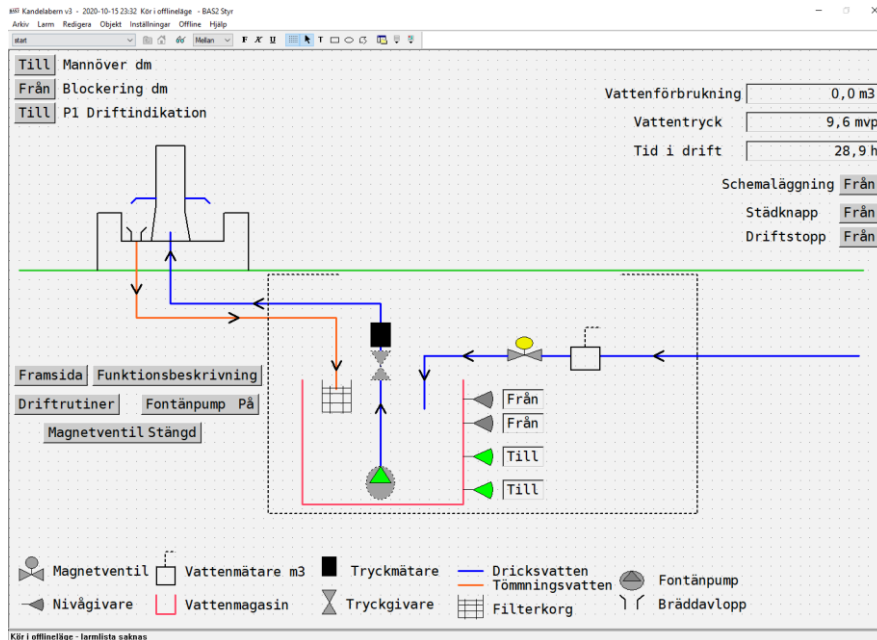 Kandelabern v3 - 2020-10-15 23:32 Kör i offlineläge - BAS2 Styr
Arkiv Larm Redigera Objekt Inställningar Offline Hjälp
start Mellan F K U T
Till Mannöver dm
Från Blockering dm
Till P1 Driftindikation
Vattenförbrukning 0,0 m3
Vattentryck 9,6 mvp
Tid i drift 28,9 h
Schemaläggning Från
Städknapp Från
Driftstopp Från
Framsida Funktionsbeskrivning
Driftrutiner Fontänpump På
Magnetventil Stängd
Från
Från
Till
Till
Magnetventil Vattenmätare m3 Tryckmätare Dricksvatten
Tömmningsvatten Fontänpump
Nivågivare Vattenmagasin Tryckgivare Filterkorg Bräddavlopp
Kör i offlineläge - larmlista saknas